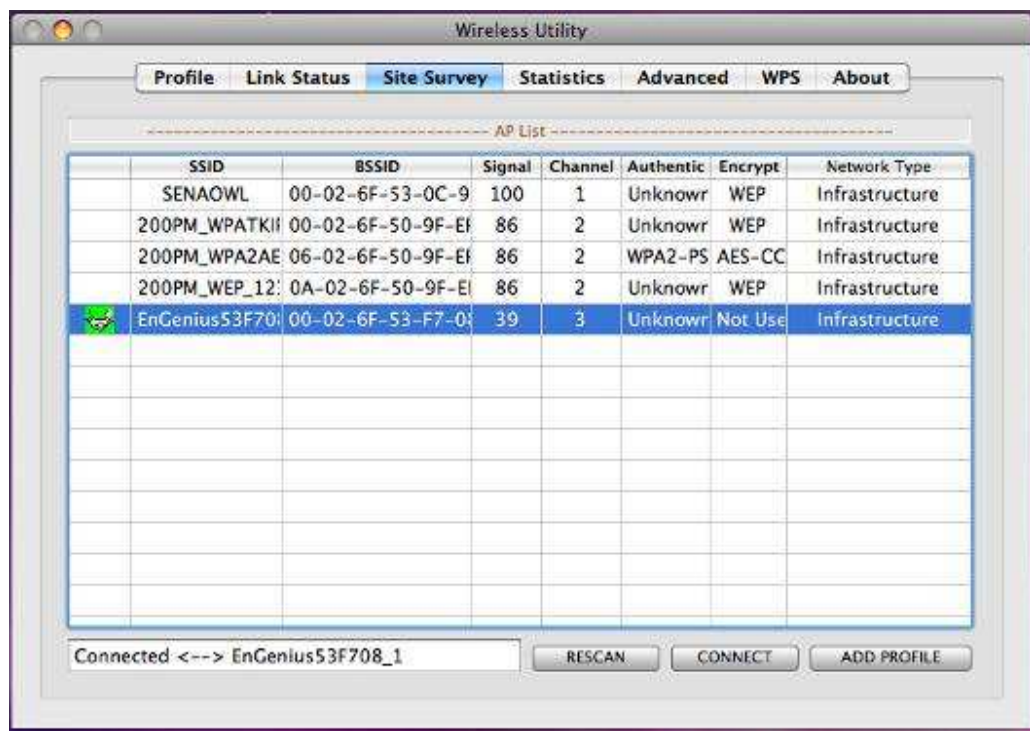 Wireless Utility
Profile Link Status Site Survey Statistics Advanced WPS About
AP List
SSID BSSID Signal Channel Authentic Encrypt Network Type
SENAOWL 00-02-6F-53-0C-9 100 1 Unknowr WEP Infrastructure
200PM_WPATKI 00-02-6F-50-9F-E 86 2 Unknowr WEP Infrastructure
200PM_WPA2AE 06-02-6F-50-9F-E 86 2 WPA2-PS AES-CC Infrastructure
200PM_WEP_12 0A-02-6F-50-9F-E 86 2 Unknowr WEP Infrastructure
EnGenius53F70 00-02-6F-53-F7-0 39 3 Unknowr Not Use Infrastructure
Connected <--> EnGenius53F708_1 RESCAN CONNECT ADD PROFILE